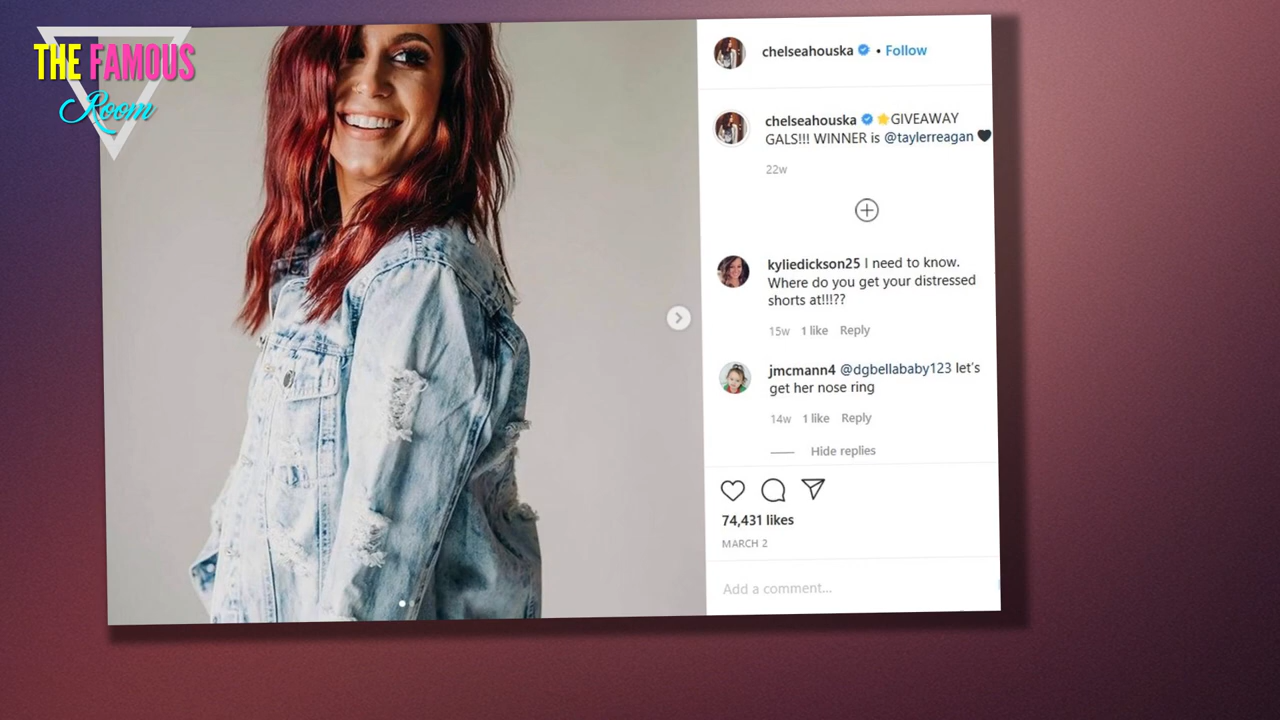 THE FAMOUS
Room
chelseahouska • Follow
chelseahouska ⭐GIVEAWAY
GALS!!! WINNER is @taylerreagan 🖤
22w
kyliedickson25 I need to know.
Where do you get your distressed
shorts at!!!??
15w 1 like Reply
jmcmann4 @dgbellababy123 let's
get her nose ring
14w 1 like Reply
Hide replies
74,431 likes
MARCH 2
Add a comment...